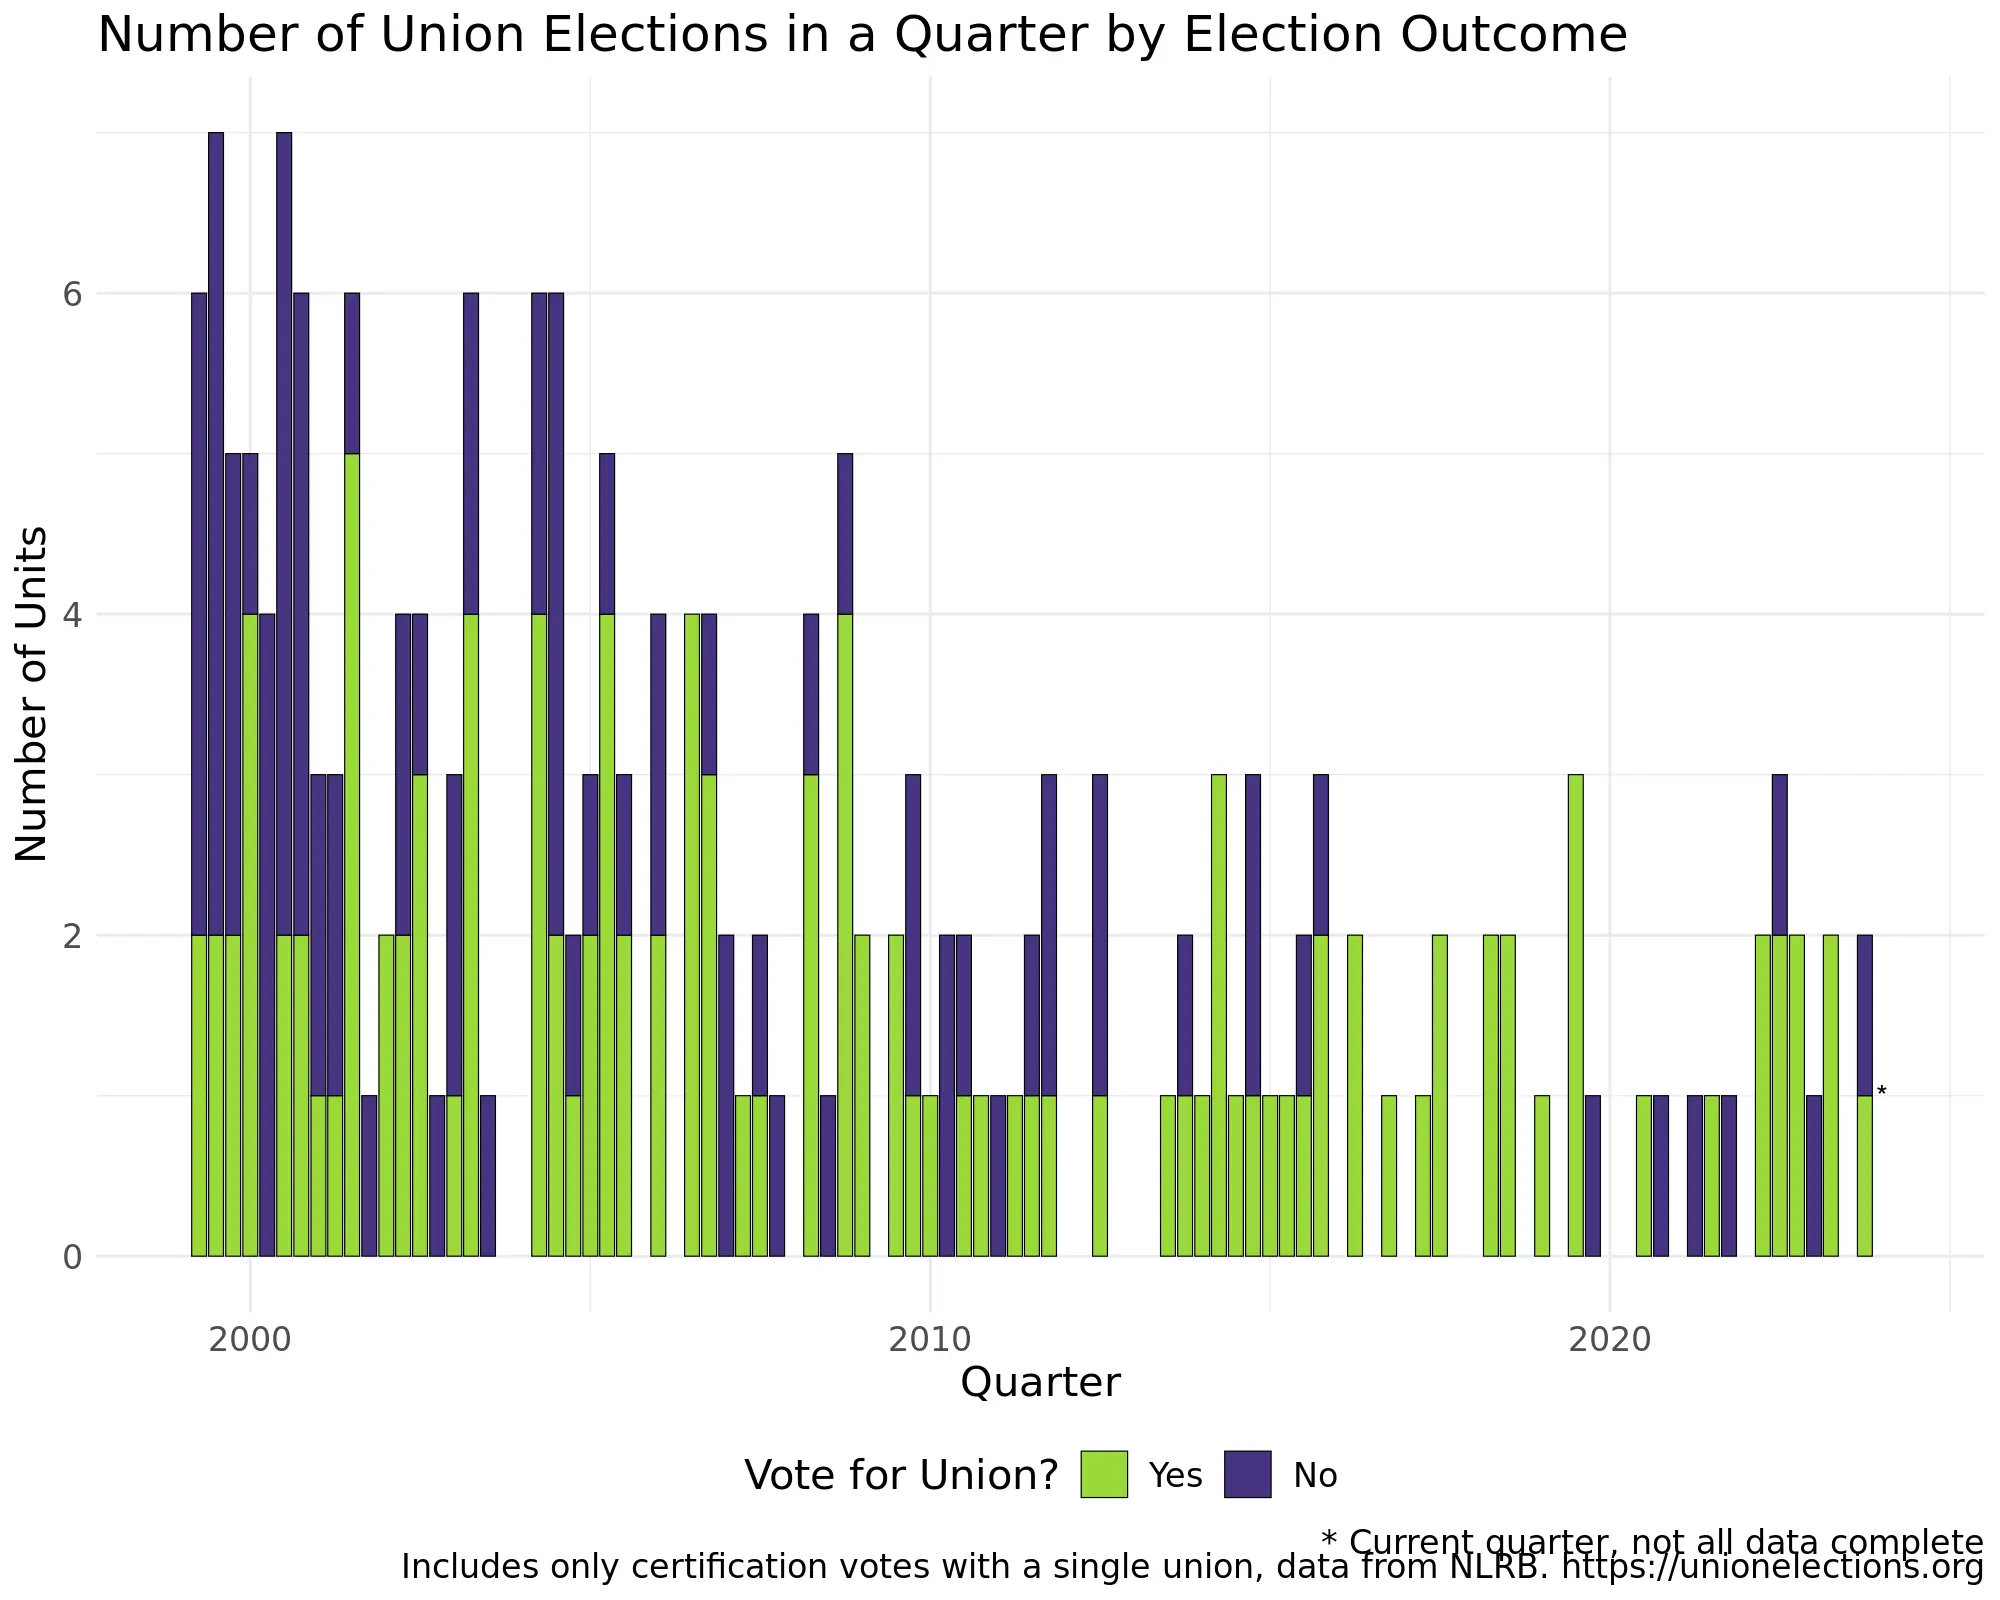 Number of Union Elections in a Quarter by Election Outcome
Number of Units
6
4
2
0
*
2000 2010 2020
Quarter
Vote for Union? Yes No
* Current quarter, not all data complete
Includes only certification votes with a single union, data from NLRB. https://unionelections.org